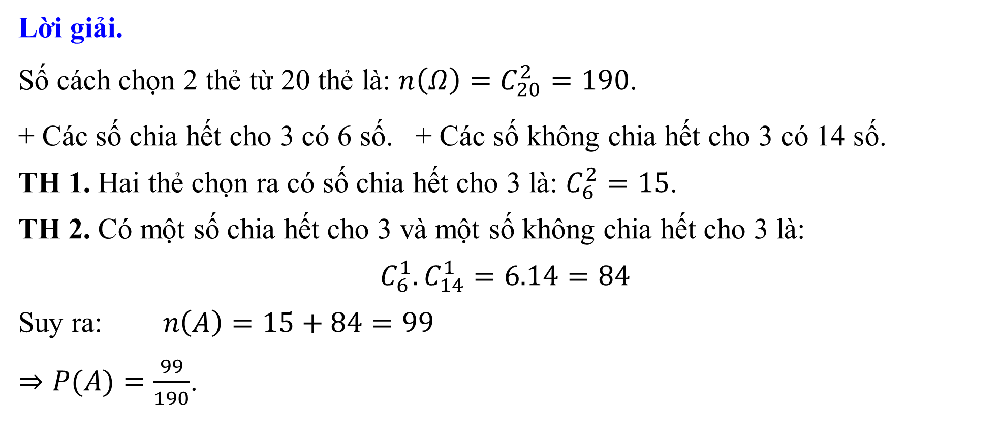 Lời giải.
Số cách chọn 2 thẻ từ 20 thẻ là: $n(\Omega) = C_{20}^{2} = 190$.
+ Các số chia hết cho 3 có 6 số. + Các số không chia hết cho 3 có 14 số.
TH 1. Hai thẻ chọn ra có số chia hết cho 3 là: $C_{6}^{2} = 15$.
TH 2. Có một số chia hết cho 3 và một số không chia hết cho 3 là:
$C_{6}^{1}.C_{14}^{1} = 6.14 = 84$
Suy ra: $n(A) = 15 + 84 = 99$
$\Rightarrow P(A) = \frac{99}{190}$.